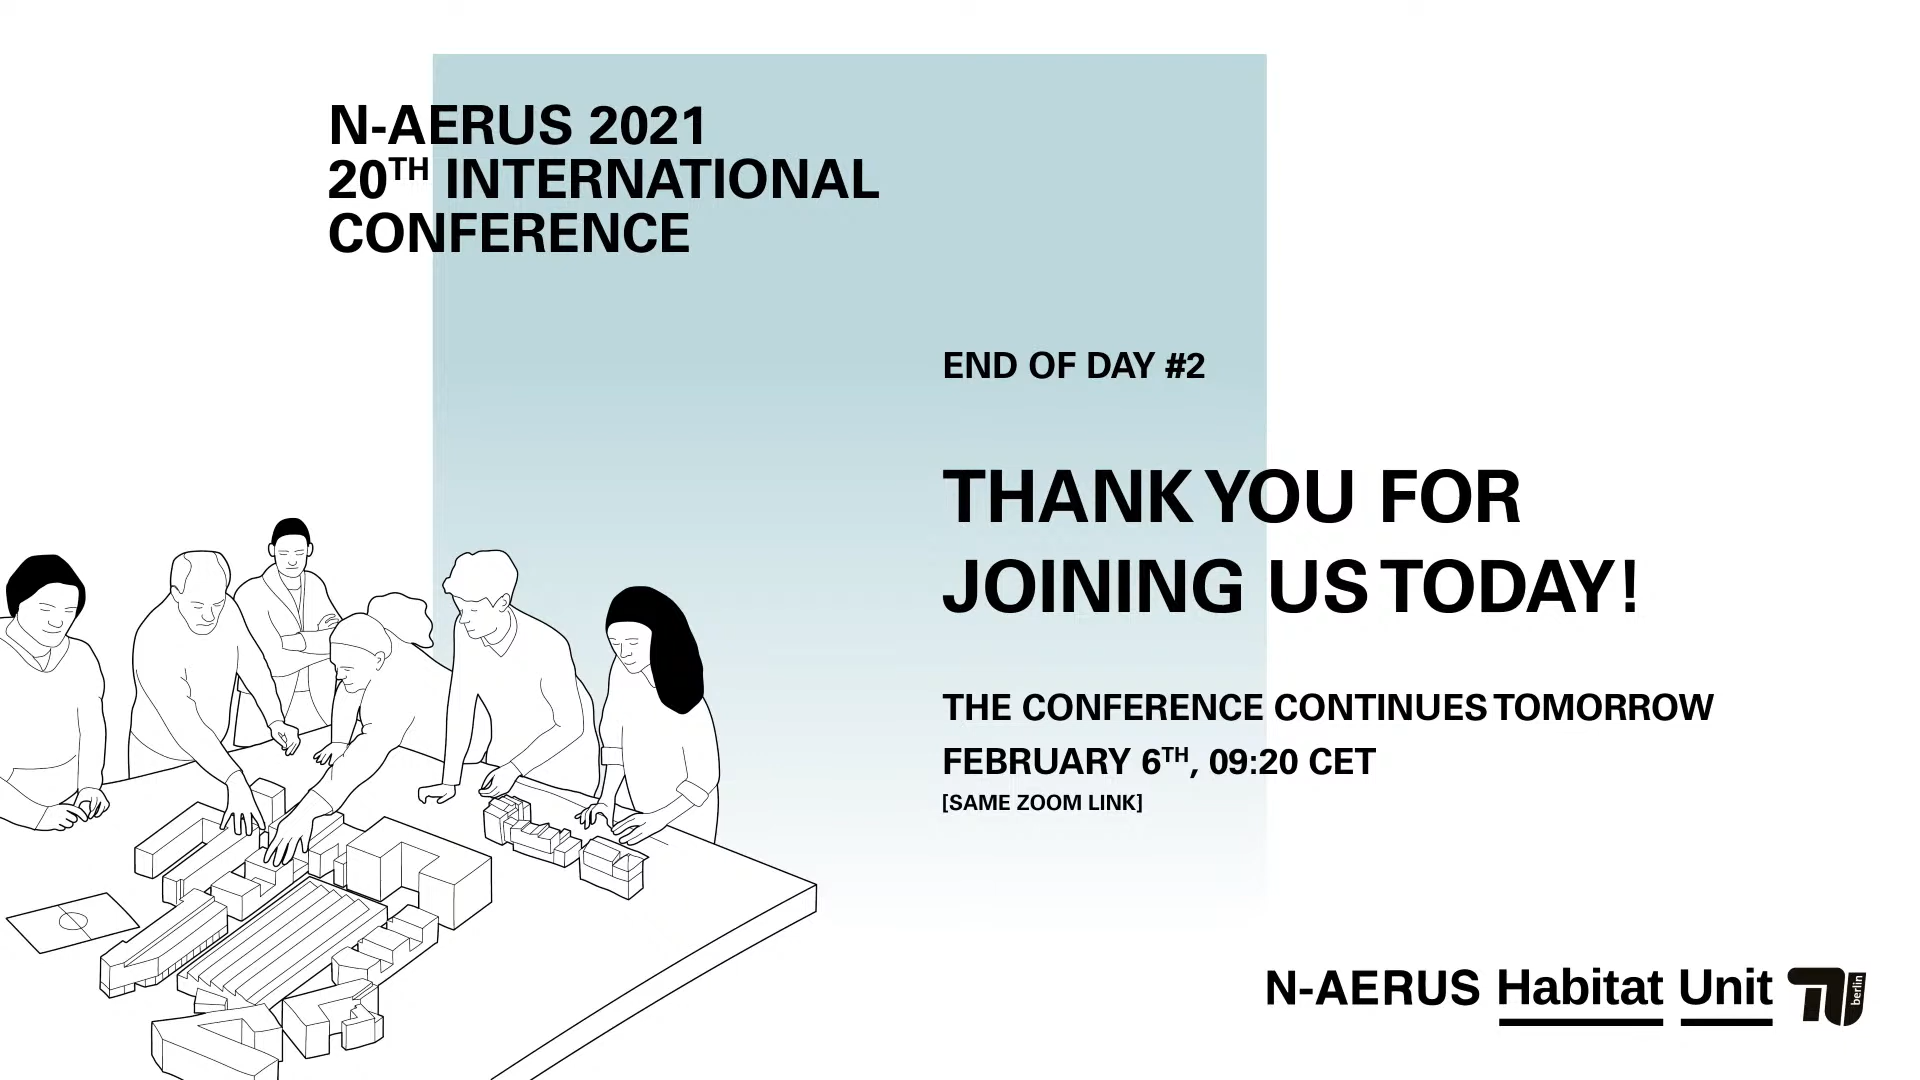 N-AERUS 2021
20TH INTERNATIONAL
CONFERENCE
END OF DAY #2
THANK YOU FOR
JOINING US TODAY!
THE CONFERENCE CONTINUES TOMORROW
FEBRUARY 6TH, 09:20 CET
[SAME ZOOM LINK]
N-AERUS Habitat Unit TU berlin